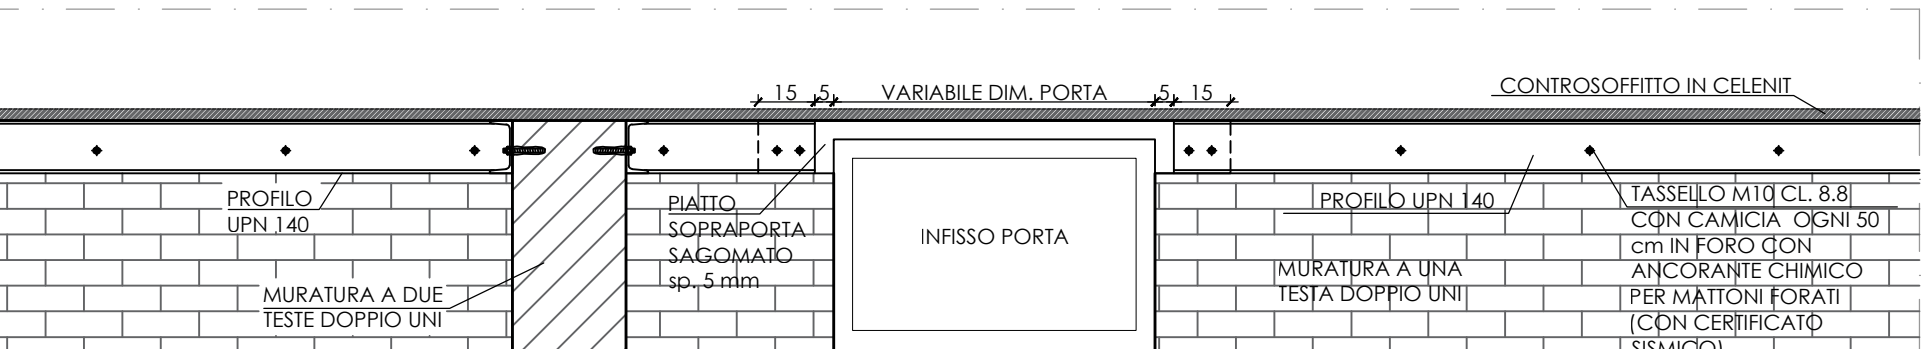 15 5 VARIABILE DIM. PORTA 5 15
CONTROSOFFITTO IN CELENIT
PROFILO
UPN 140
PIATTO
SOPRAPORTA
SAGOMATO
sp. 5 mm
INFISSO PORTA
PROFILO UPN 140
TASSELLO M10 CL. 8.8
CON CAMICIA OGNI 50
cm IN FORO CON
ANCORANTE CHIMICO
PER MATTONI FORATI
(CON CERTIFICATO
SISMICO)
MURATURA A DUE
TESTE DOPPIO UNI
MURATURA A UNA
TESTA DOPPIO UNI